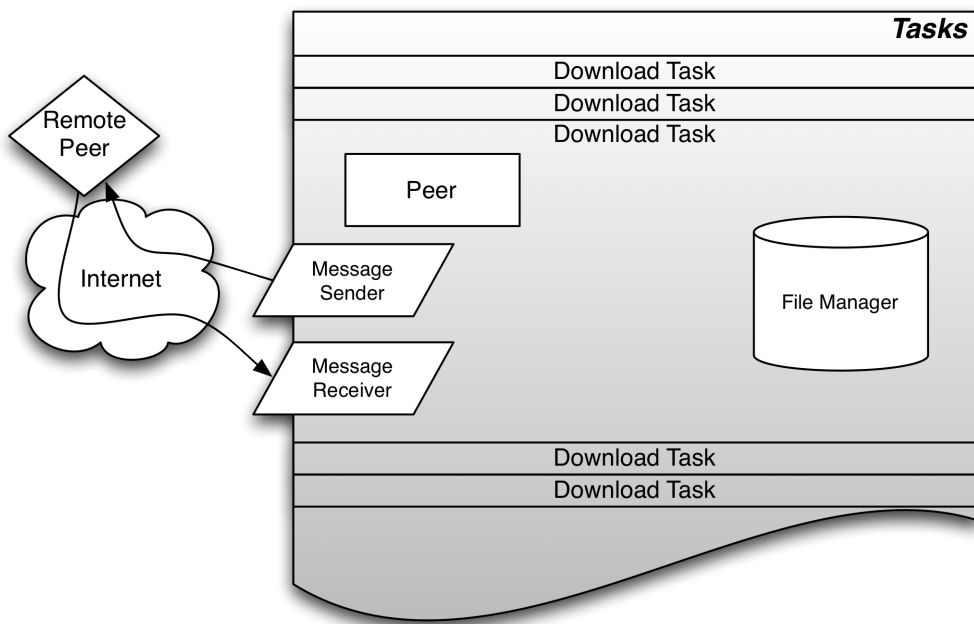 Tasks
Download Task
Download Task
Download Task
Remote
Peer
Peer
Internet
Message
Sender
File Manager
Message
Receiver
Download Task
Download Task